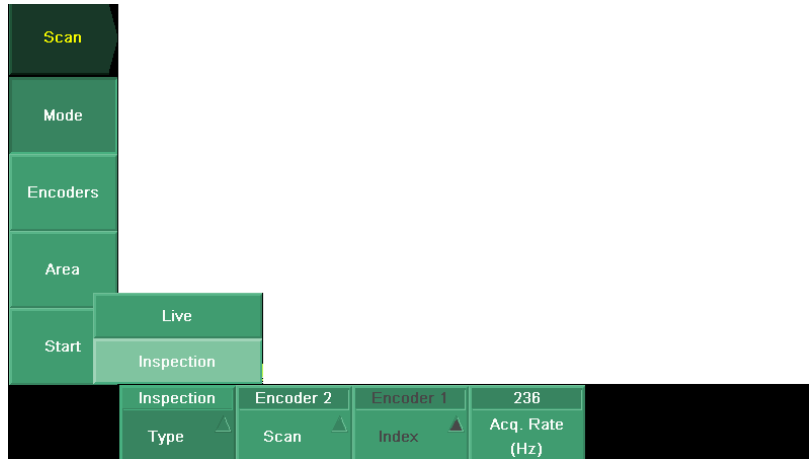 Scan
Mode
Encoders
Area
Start
Live
Inspection
Inspection
Type
Encoder 2
Scan
Encoder 1
Index
236
Acq. Rate
(Hz)